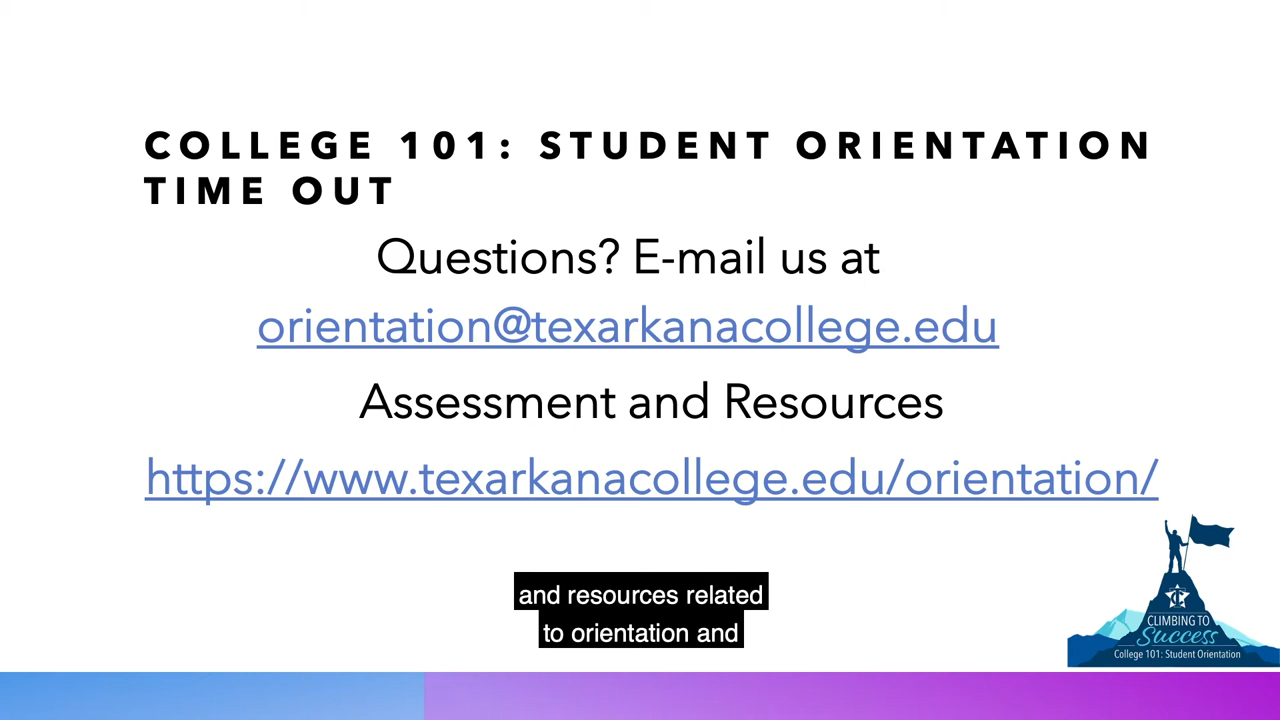 COLLEGE 101: STUDENT ORIENTATION
TIME OUT
Questions? E-mail us at
orientation@texarkanacollege.edu
Assessment and Resources
https://www.texarkanacollege.edu/orientation/
and resources related
to orientation and
CLIMBING TO
Success
College 101: Student Orientation